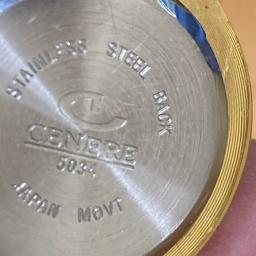 STAINLESS STEEL BACK
CENERE
5034
JAPAN MOVT